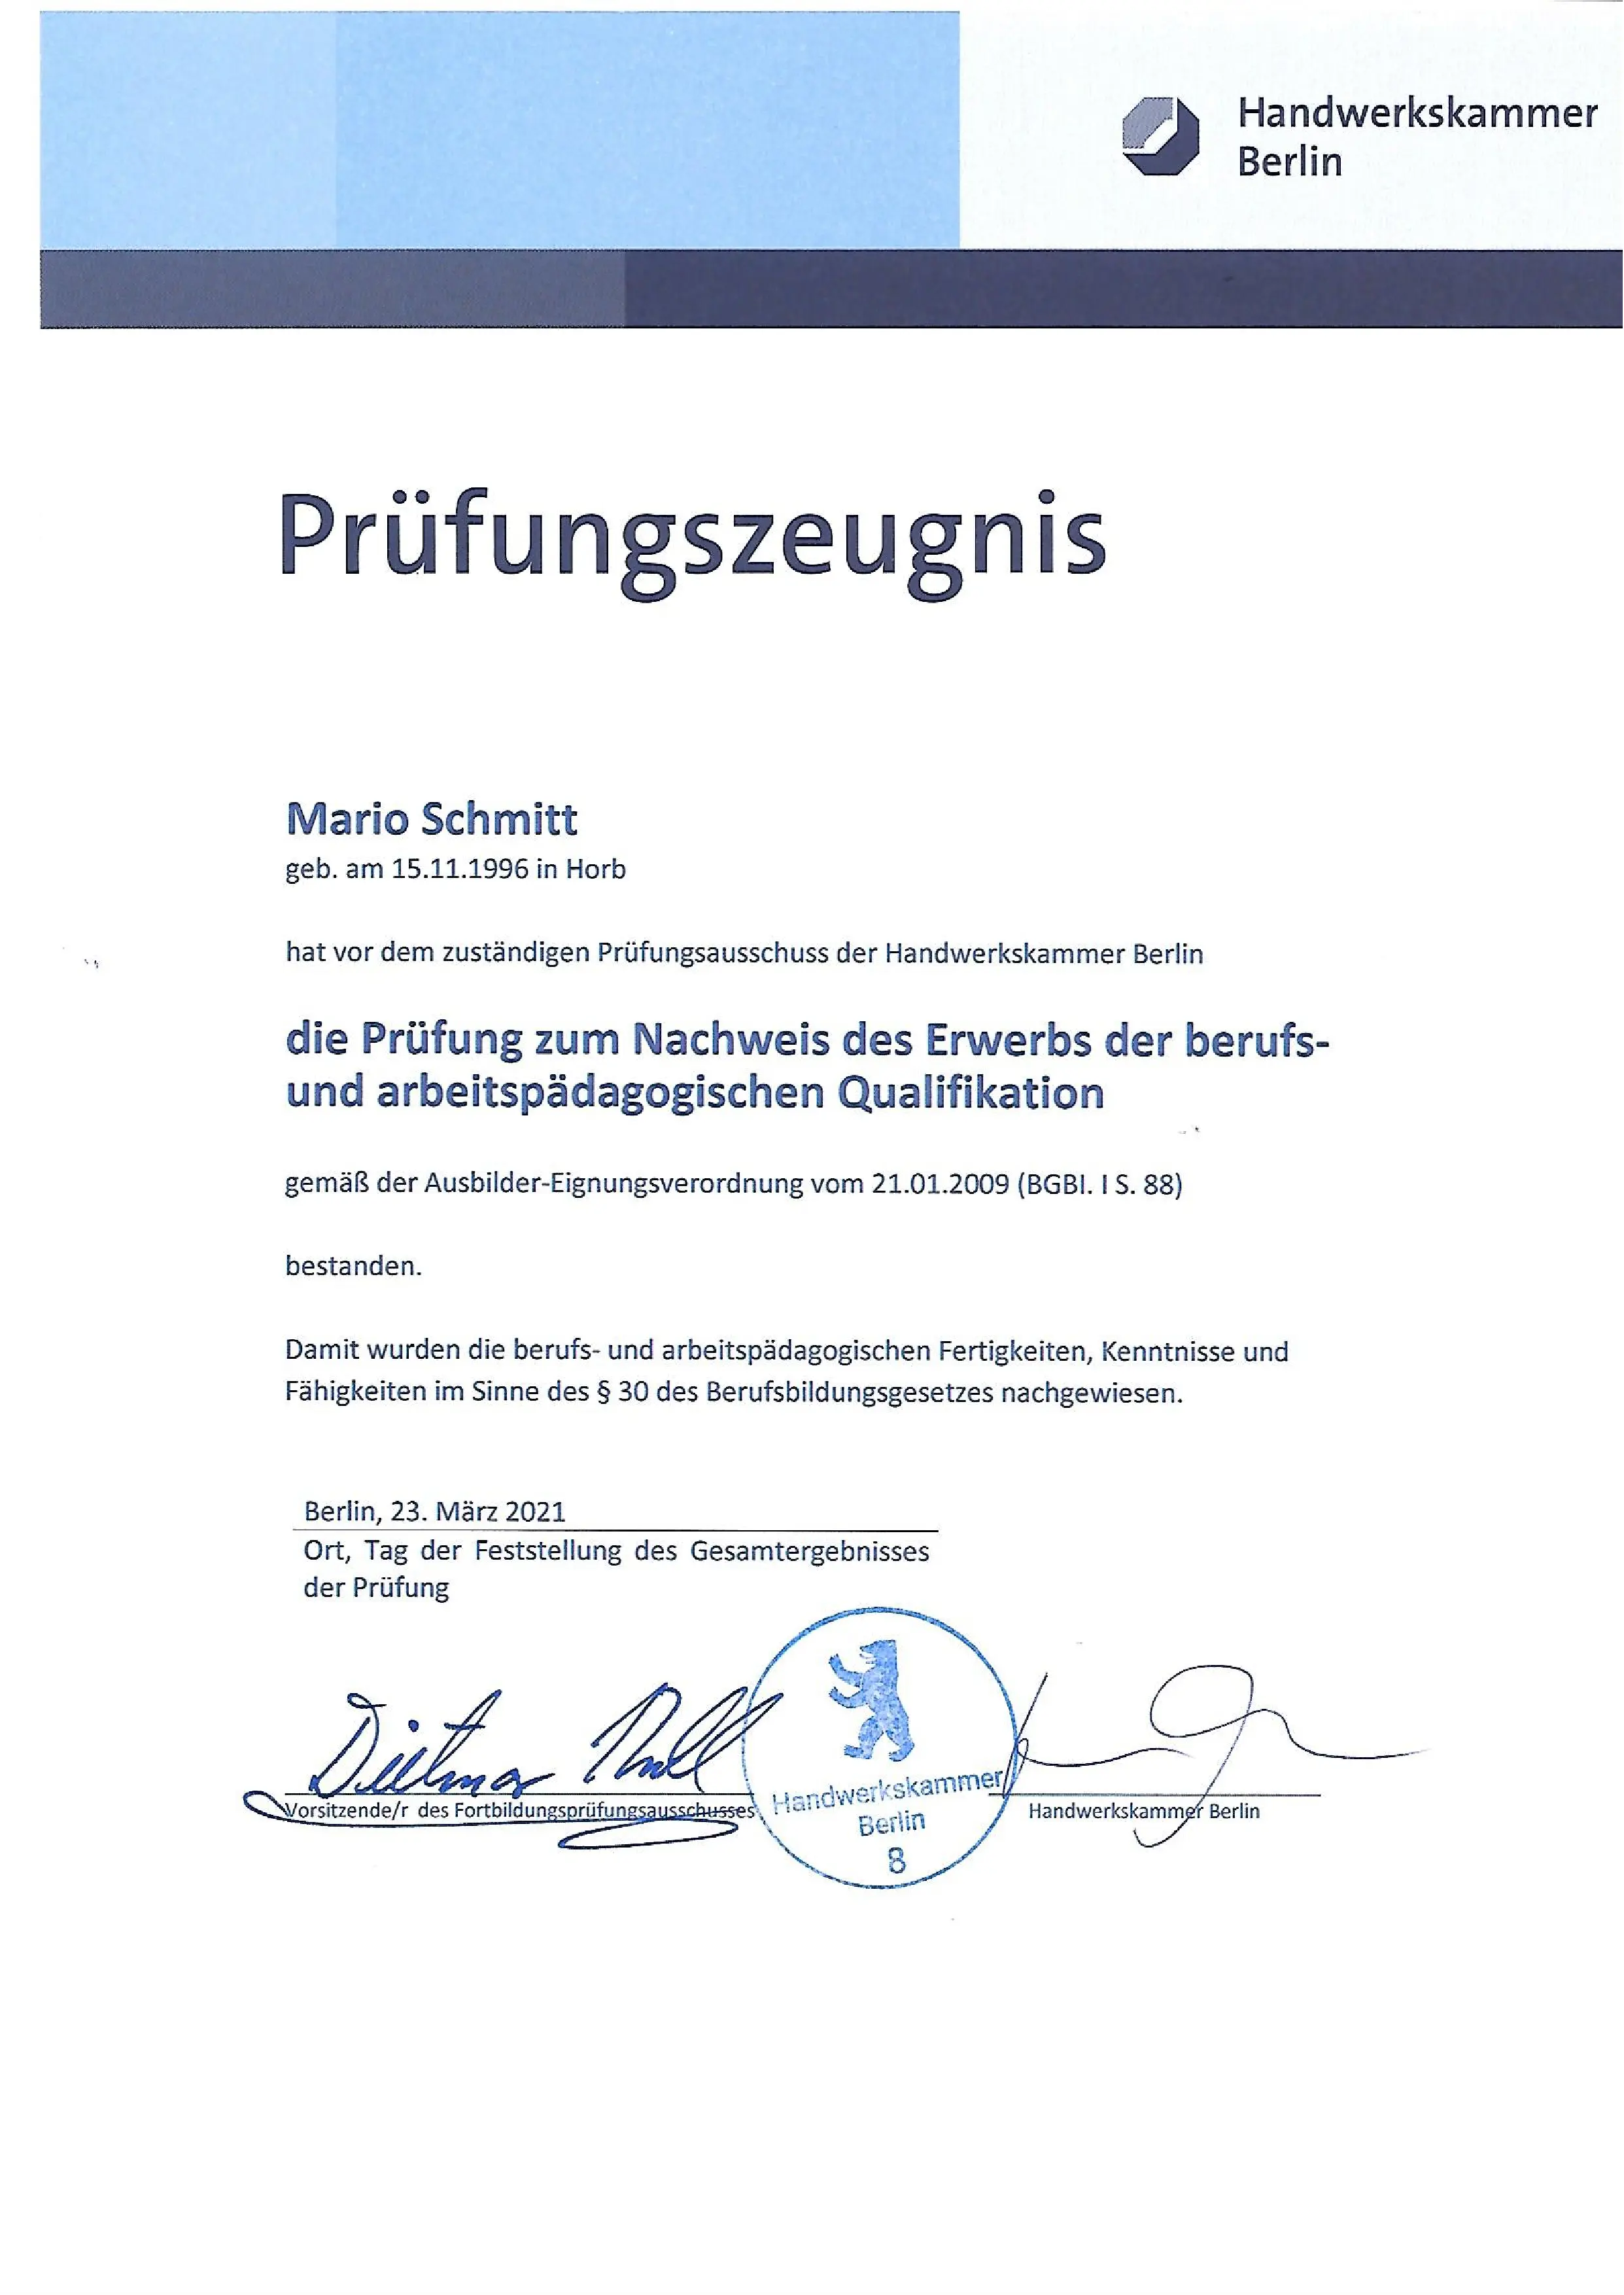 Handwerkskammer
Berlin
Prüfungszeugnis
Mario Schmitt
geb. am 15.11.1996 in Horb
hat vor dem zuständigen Prüfungsausschuss der Handwerkskammer Berlin
die Prüfung zum Nachweis des Erwerbs der berufs-
und arbeitspädagogischen Qualifikation
gemäß der Ausbilder-Eignungsverordnung vom 21.01.2009 (BGBl. I S. 88)
bestanden.
Damit wurden die berufs- und arbeitspädagogischen Fertigkeiten, Kenntnisse und
Fähigkeiten im Sinne des § 30 des Berufsbildungsgesetzes nachgewiesen.
Berlin, 23. März 2021
Ort, Tag der Feststellung des Gesamtergebnisses
der Prüfung
Dietmar
Vorsitzende/r des Fortbildungsprüfungsausschusses
Handwerkskammer
Berlin
8
Handwerkskammer Berlin